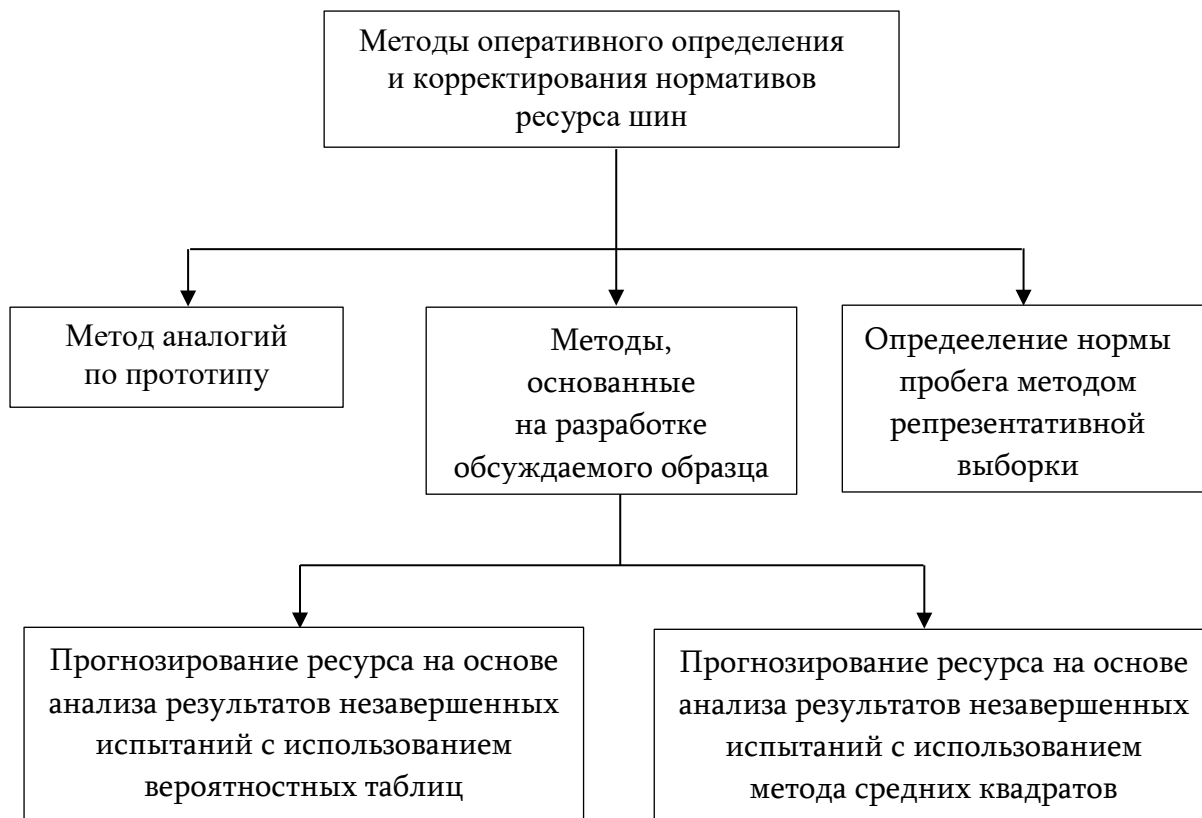 Методы оперативного определения
и корректирования нормативов
ресурса шин
Метод аналогий
по прототипу
Методы,
основанные
на разработке
обсуждаемого образца
Опредееление нормы
пробега методом
репрезентативной
выборки
Прогнозирование ресурса на основе
анализа результатов незавершенных
испытаний с использованием
вероятностных таблиц
Прогнозирование ресурса на основе
анализа результатов незавершенных
испытаний с использованием
метода средних квадратов